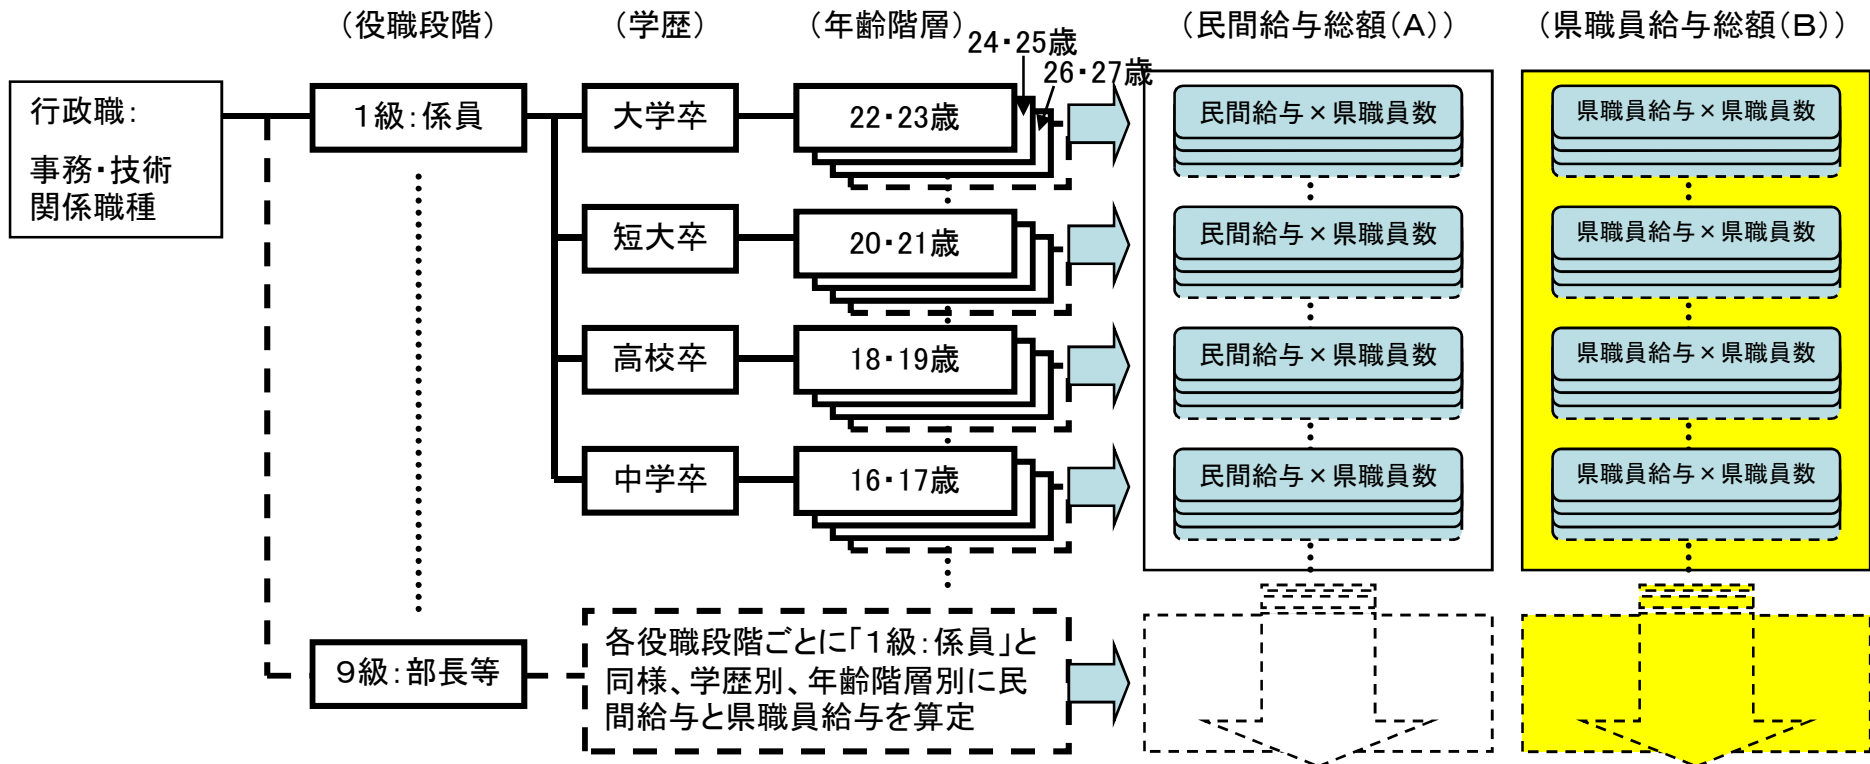 (役職段階)
(学歴)
(年齢階層)
(民間給与総額(A))
(県職員給与総額(B))
24・25歳
26・27歳
行政職:
事務・技術
関係職種
1級:係員
大学卒
22・23歳
民間給与×県職員数
県職員給与×県職員数
短大卒
20・21歳
民間給与×県職員数
県職員給与×県職員数
高校卒
18・19歳
民間給与×県職員数
県職員給与×県職員数
中学卒
16・17歳
民間給与×県職員数
県職員給与×県職員数
9級:部長等
各役職段階ごとに「1級:係員」と
同様、学歴別、年齢階層別に民
間給与と県職員給与を算定